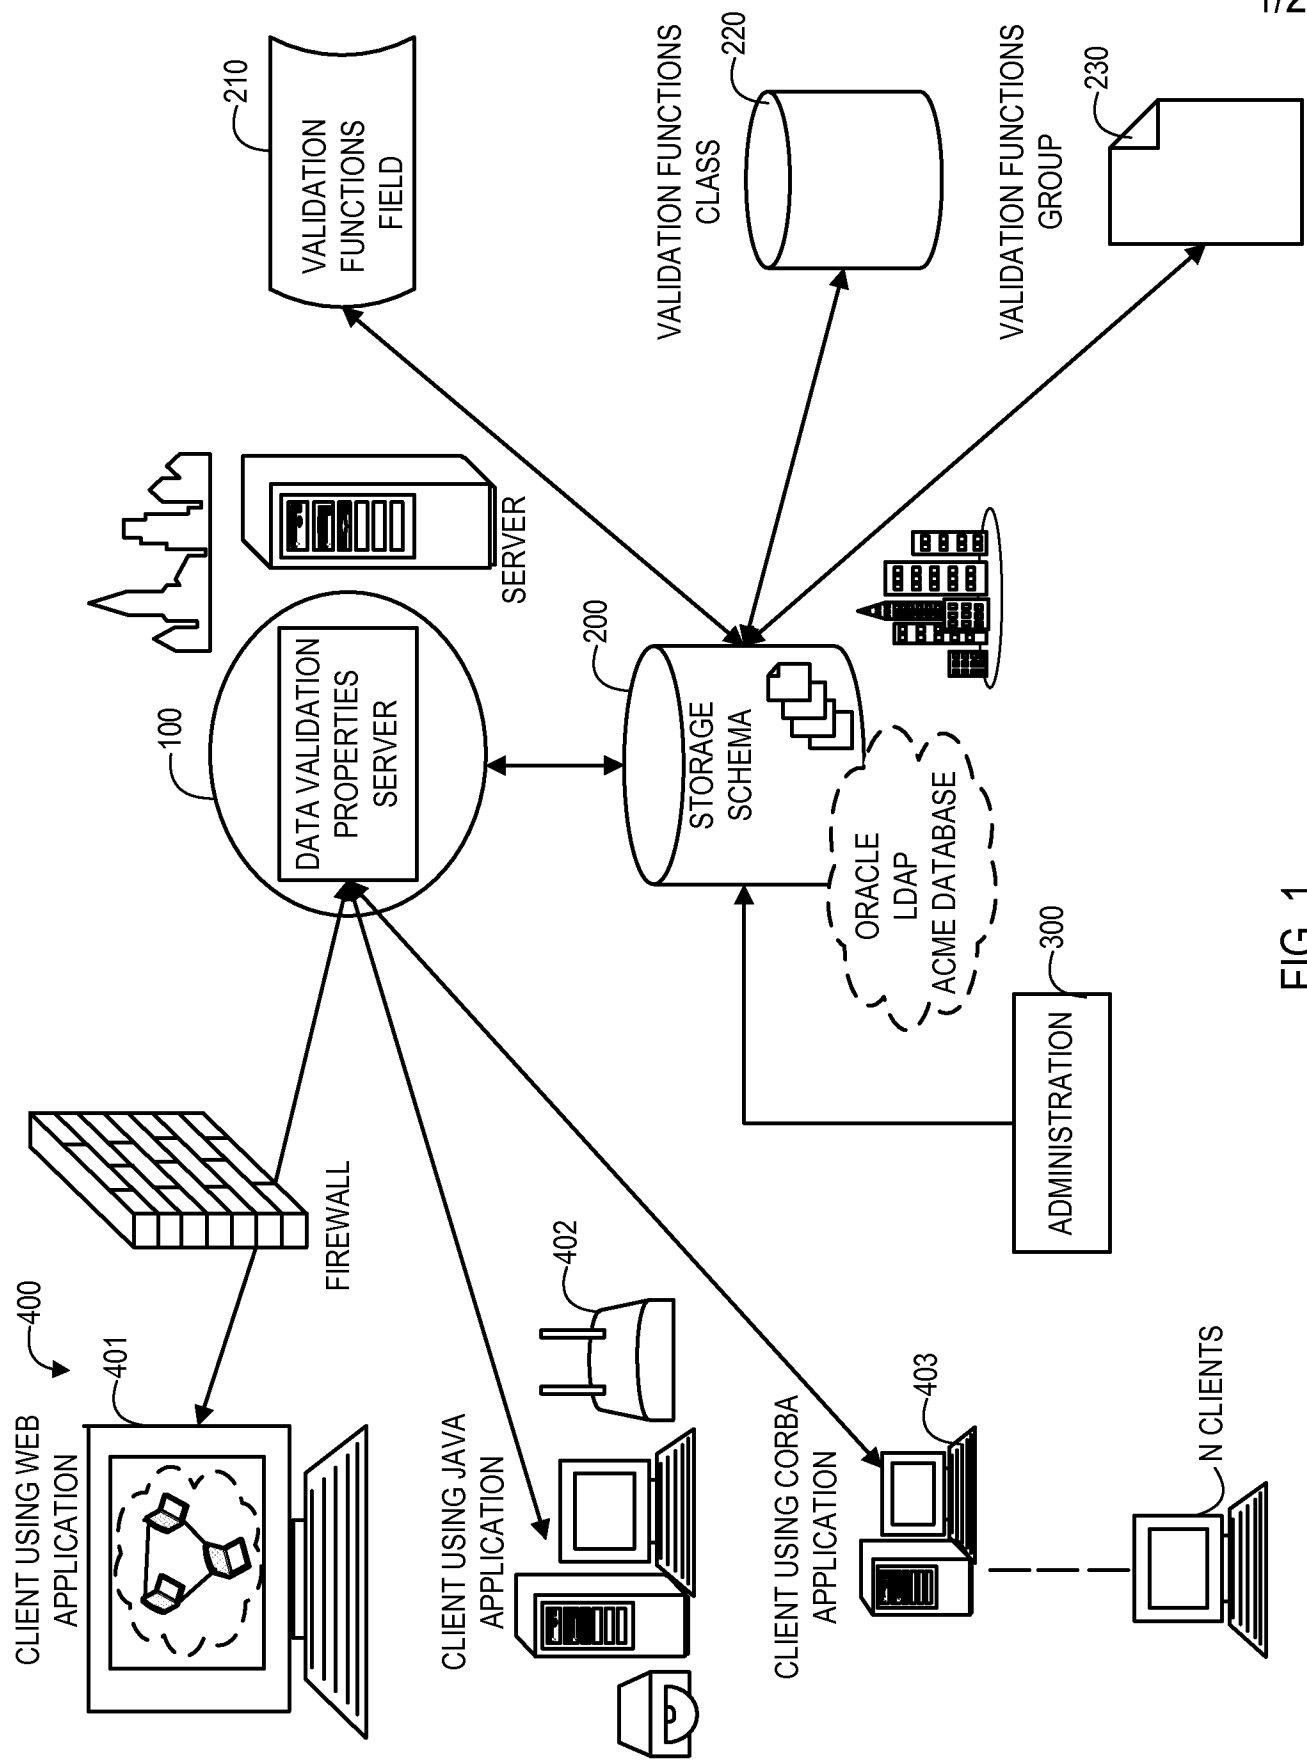 1/2
400
CLIENT USING WEB
APPLICATION
401
FIREWALL
100
DATA VALIDATION
PROPERTIES
SERVER
SERVER
210
VALIDATION
FUNCTIONS
FIELD
CLIENT USING JAVA
APPLICATION
402
200
STORAGE
SCHEMA
VALIDATION FUNCTIONS
CLASS
220
CLIENT USING CORBA
APPLICATION
403
ORACLE
LDAP
ACME DATABASE
VALIDATION FUNCTIONS
GROUP
230
ADMINISTRATION
300
N CLIENTS
FIG. 1